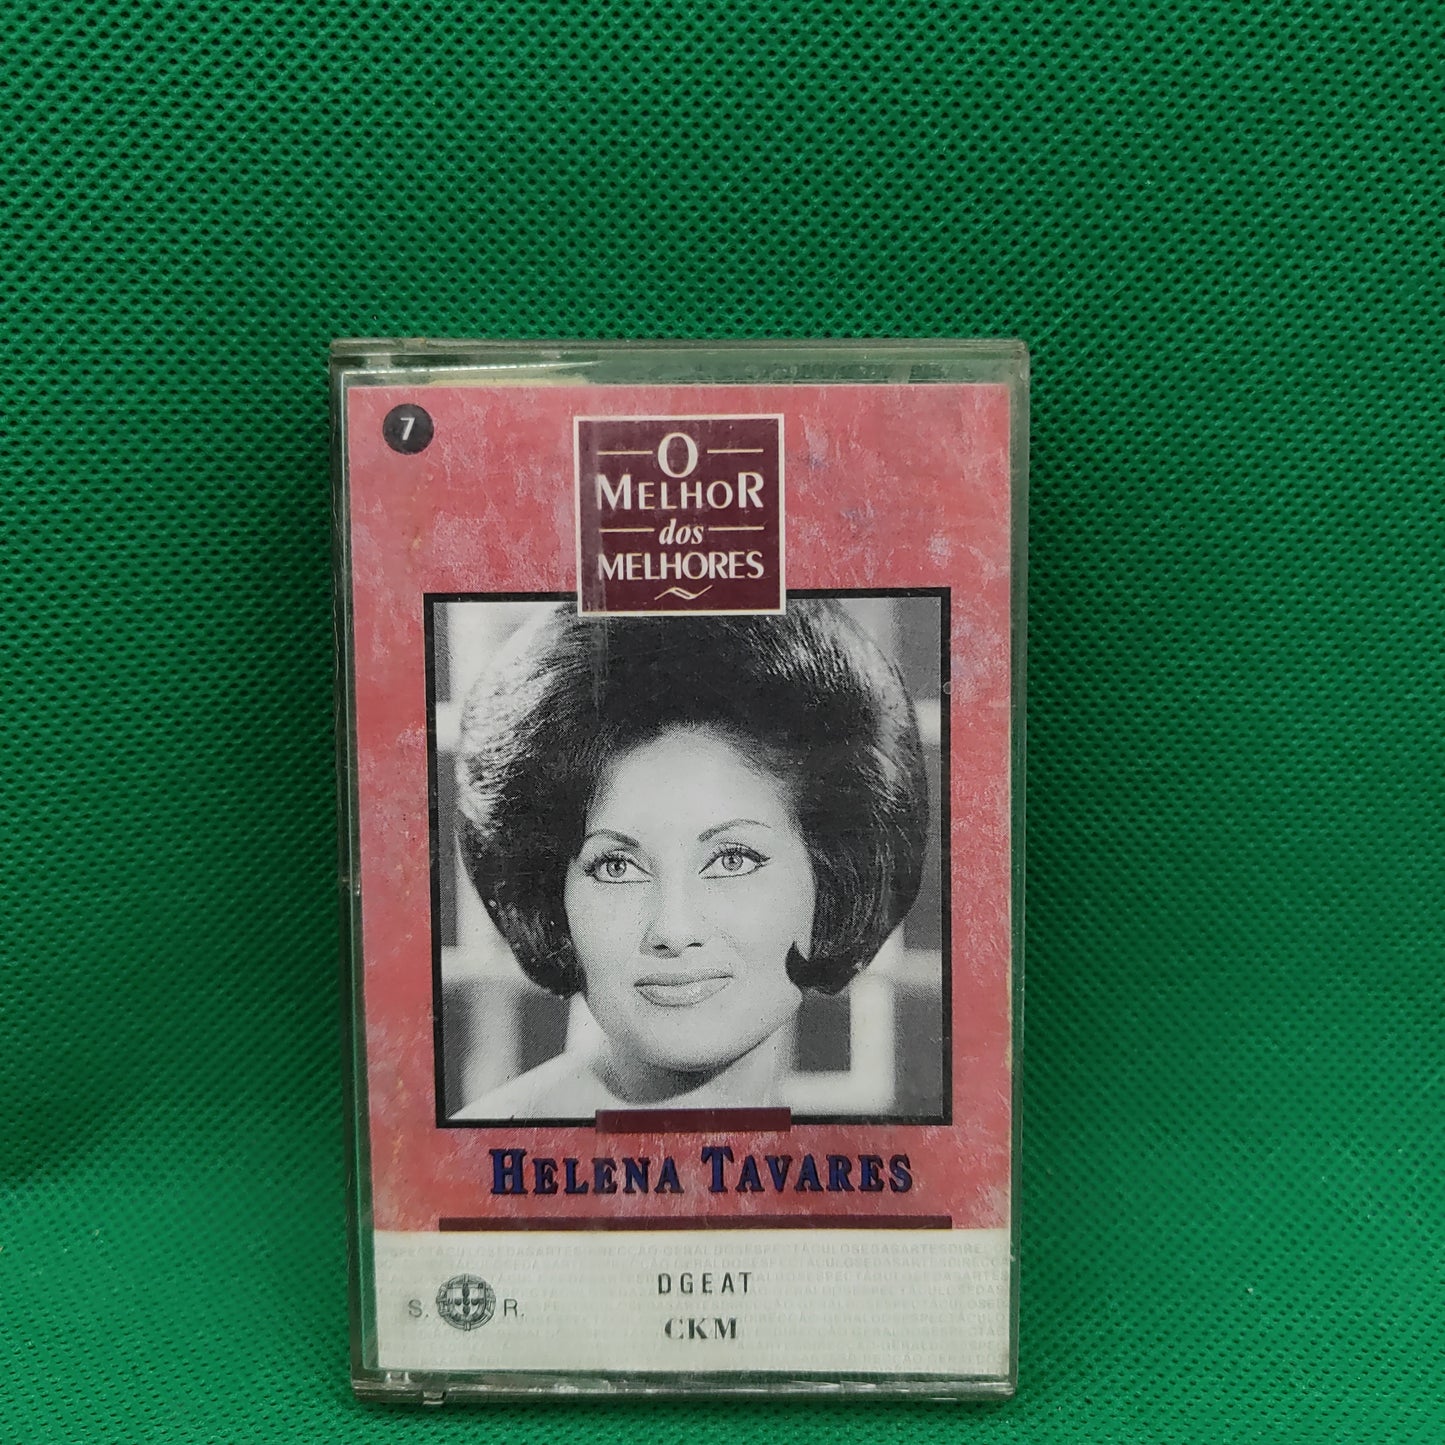 7
O
MELHOR
dos
MELHORES
HELENA TAVARES
DGEAT
S. R.
CKM